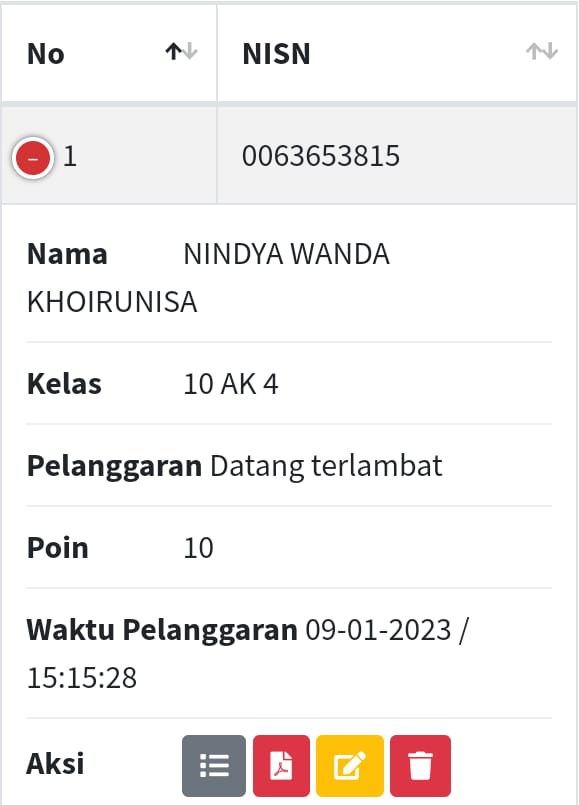 No NISN
1 0063653815
Nama NINDYA WANDA
KHOIRUNISA
Kelas 10 AK 4
Pelanggaran Datang terlambat
Poin 10
Waktu Pelanggaran 09-01-2023 /
15:15:28
Aksi